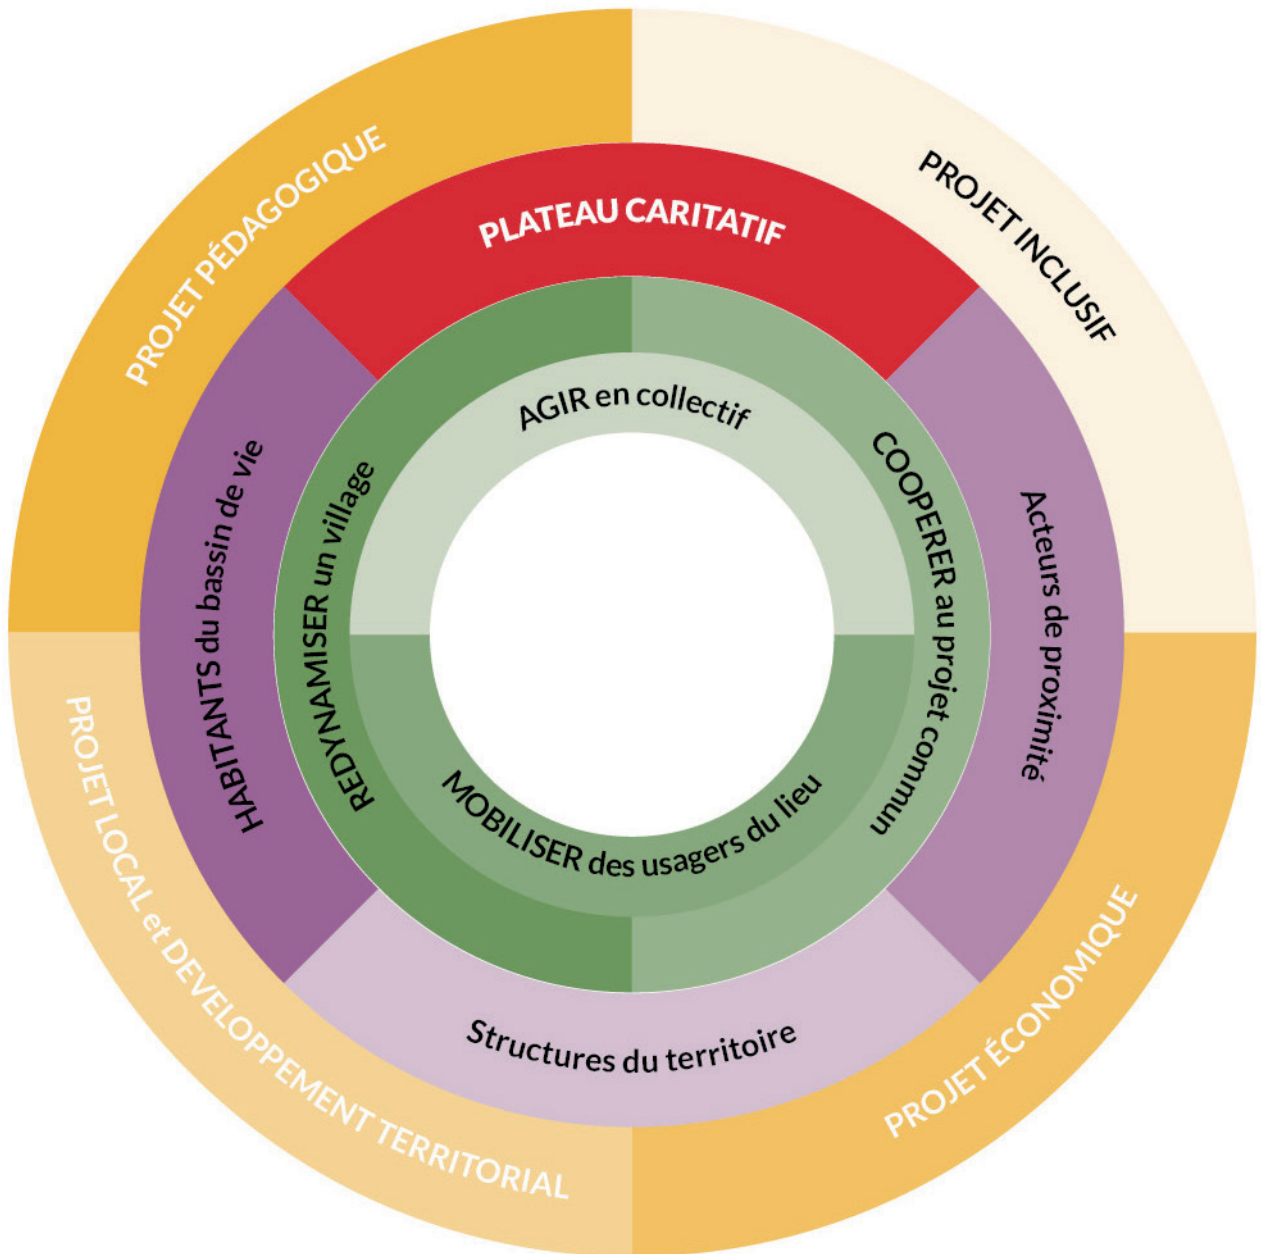 PROJET PÉDAGOGIQUE
PROJET INCLUSIF
PLATEAU CARITATIF
AGIR en collectif
COOPERER au projet commun
REDYNAMISER un village
HABITANTS du bassin de vie
Acteurs de proximité
MOBILISER des usagers du lieu
Structures du territoire
PROJET LOCAL et DEVELOPPEMENT TERRITORIAL
PROJET ÉCONOMIQUE